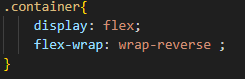 .container{
    display: flex;
    flex-wrap: wrap-reverse ;
}